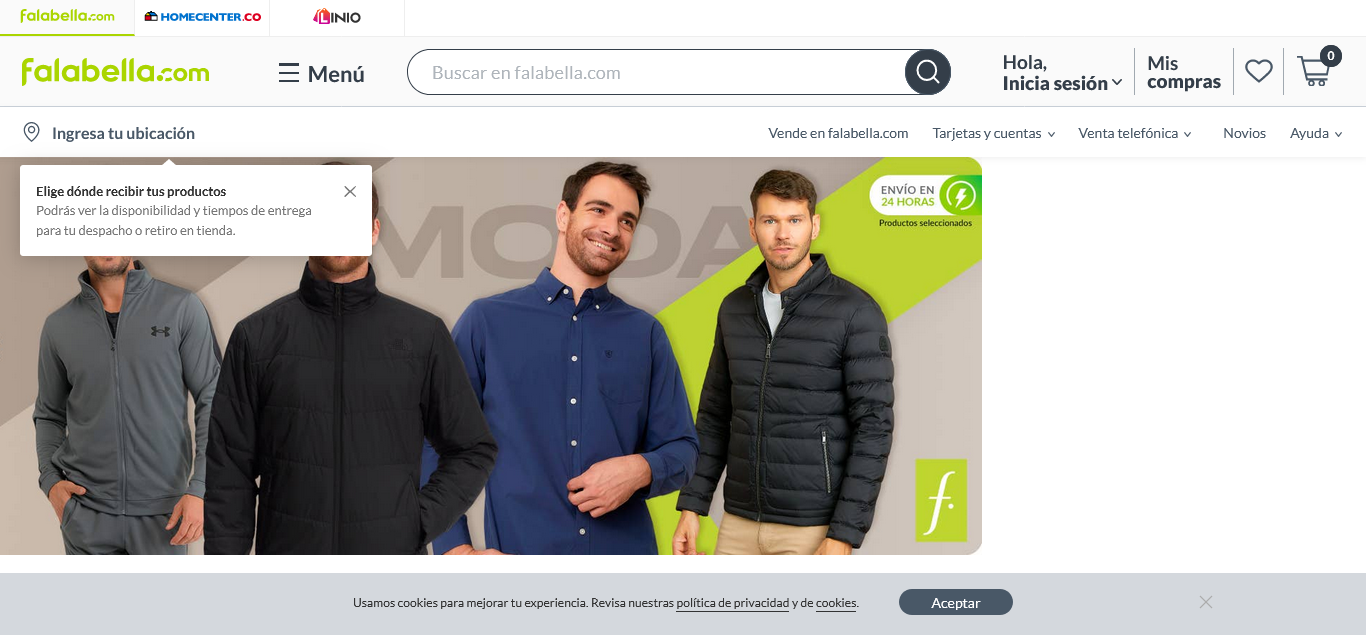 falabella.com
HOMECENTER.CO
LINIO
falabella.com
Menú
Buscar en falabella.com
Hola,
Inicia sesión
Mis
compras
0
Ingresa tu ubicación
Vende en falabella.com
Tarjetas y cuentas
Venta telefónica
Novios
Ayuda
Elige dónde recibir tus productos
Podrás ver la disponibilidad y tiempos de entrega
para tu despacho o retiro en tienda.
MODA
ENVÍO EN
24 HORAS
Productos seleccionados
f.
Usamos cookies para mejorar tu experiencia. Revisa nuestras política de privacidad y de cookies.
Aceptar